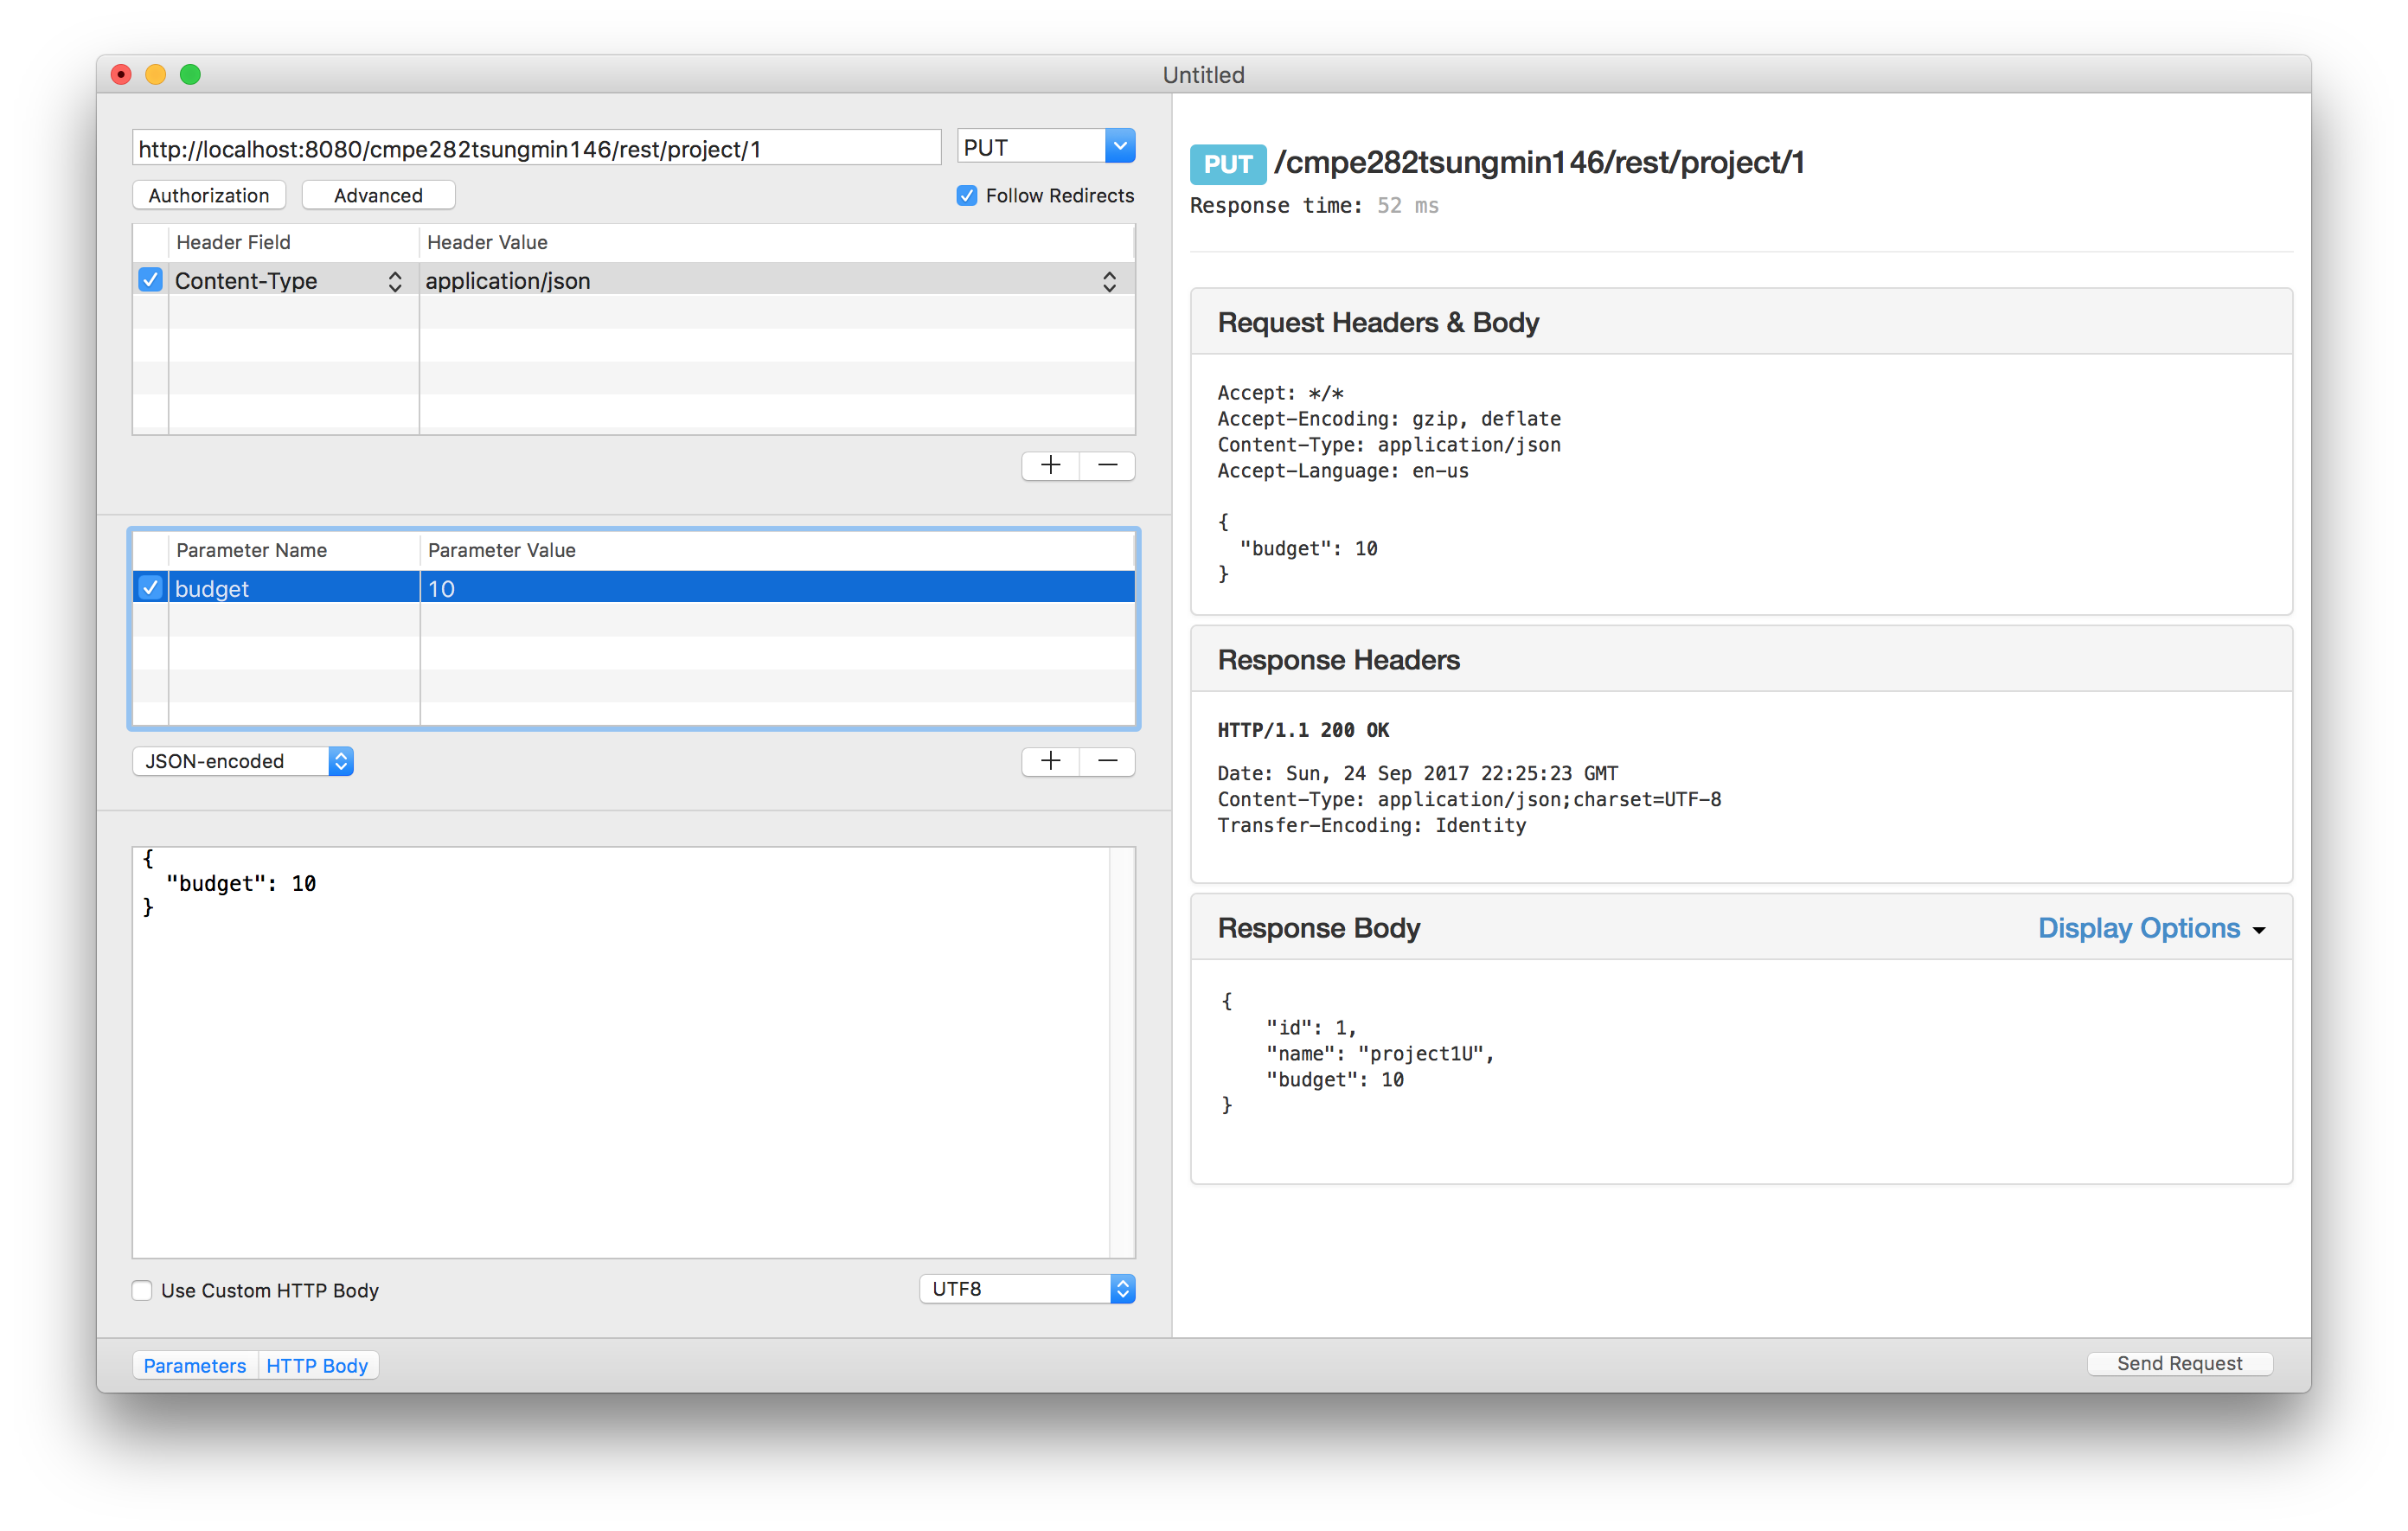 Untitled
http://localhost:8080/cmpe282tsungmin146/rest/project/1
PUT
Authorization
Advanced
Follow Redirects
Header Field
Header Value
Content-Type
application/json
Parameter Name
Parameter Value
budget
10
JSON-encoded
{
"budget": 10
}
Use Custom HTTP Body
UTF8
Parameters
HTTP Body
PUT /cmpe282tsungmin146/rest/project/1
Response time: 52 ms
Request Headers & Body
Accept: */*
Accept-Encoding: gzip, deflate
Content-Type: application/json
Accept-Language: en-us
{
"budget": 10
}
Response Headers
HTTP/1.1 200 OK
Date: Sun, 24 Sep 2017 22:25:23 GMT
Content-Type: application/json;charset=UTF-8
Transfer-Encoding: Identity
Response Body
Display Options
{
"id": 1,
"name": "project1U",
"budget": 10
}
Send Request